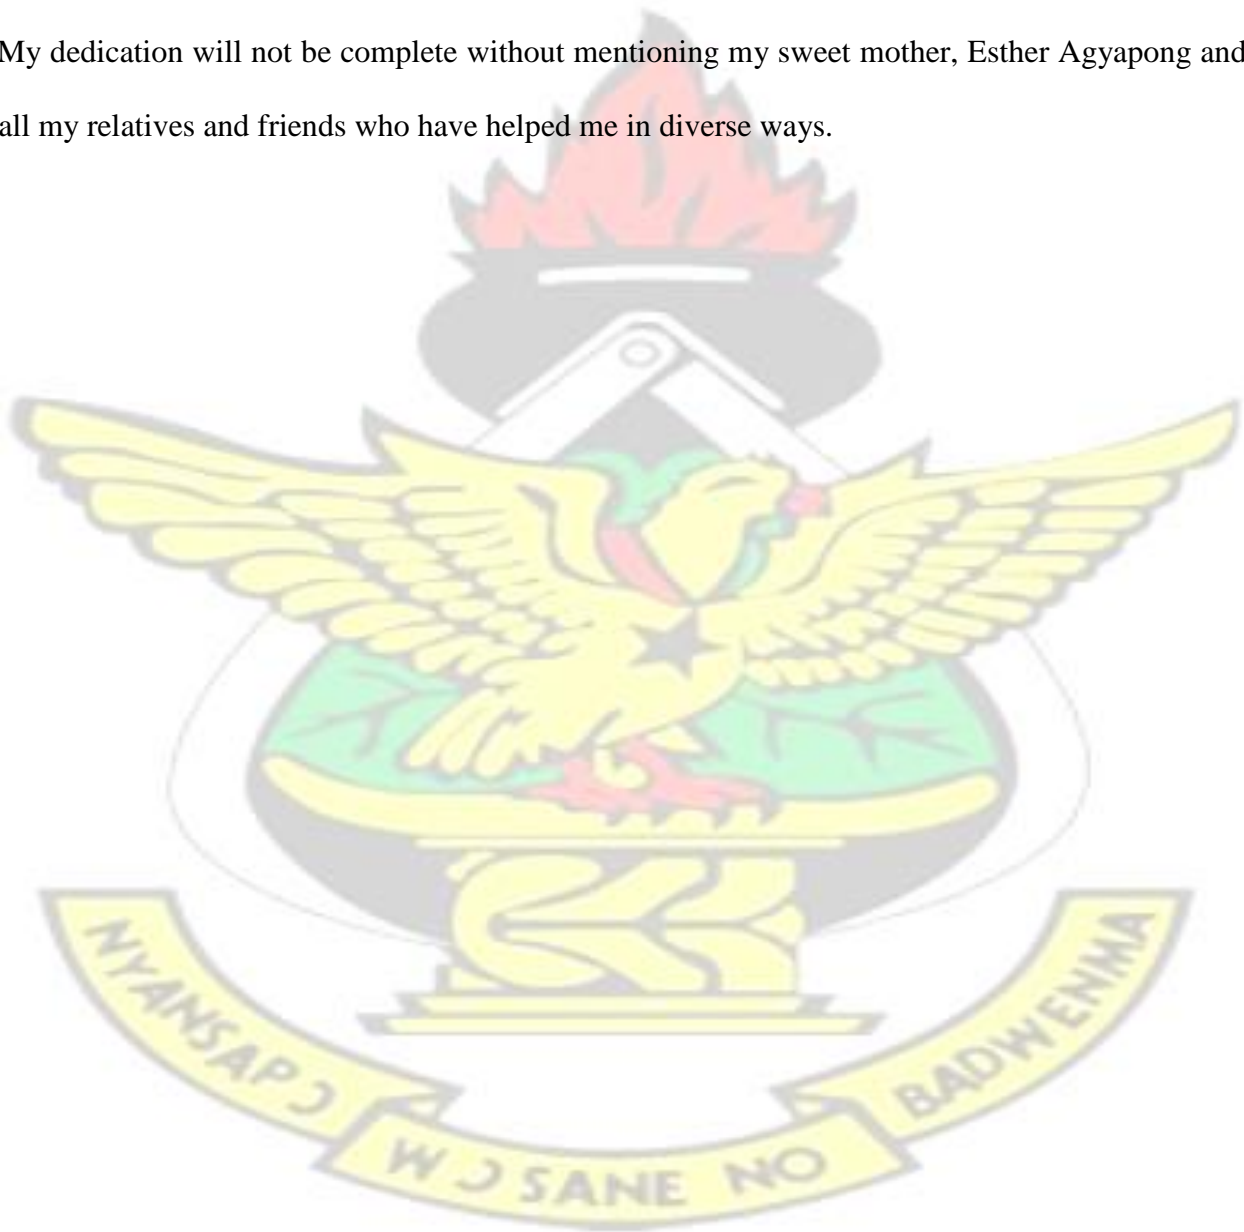 My dedication will not be complete without mentioning my sweet mother, Esther Agyapong and
all my relatives and friends who have helped me in diverse ways.
NYANSAPƆ
WƆSANE NO
BADWENMA